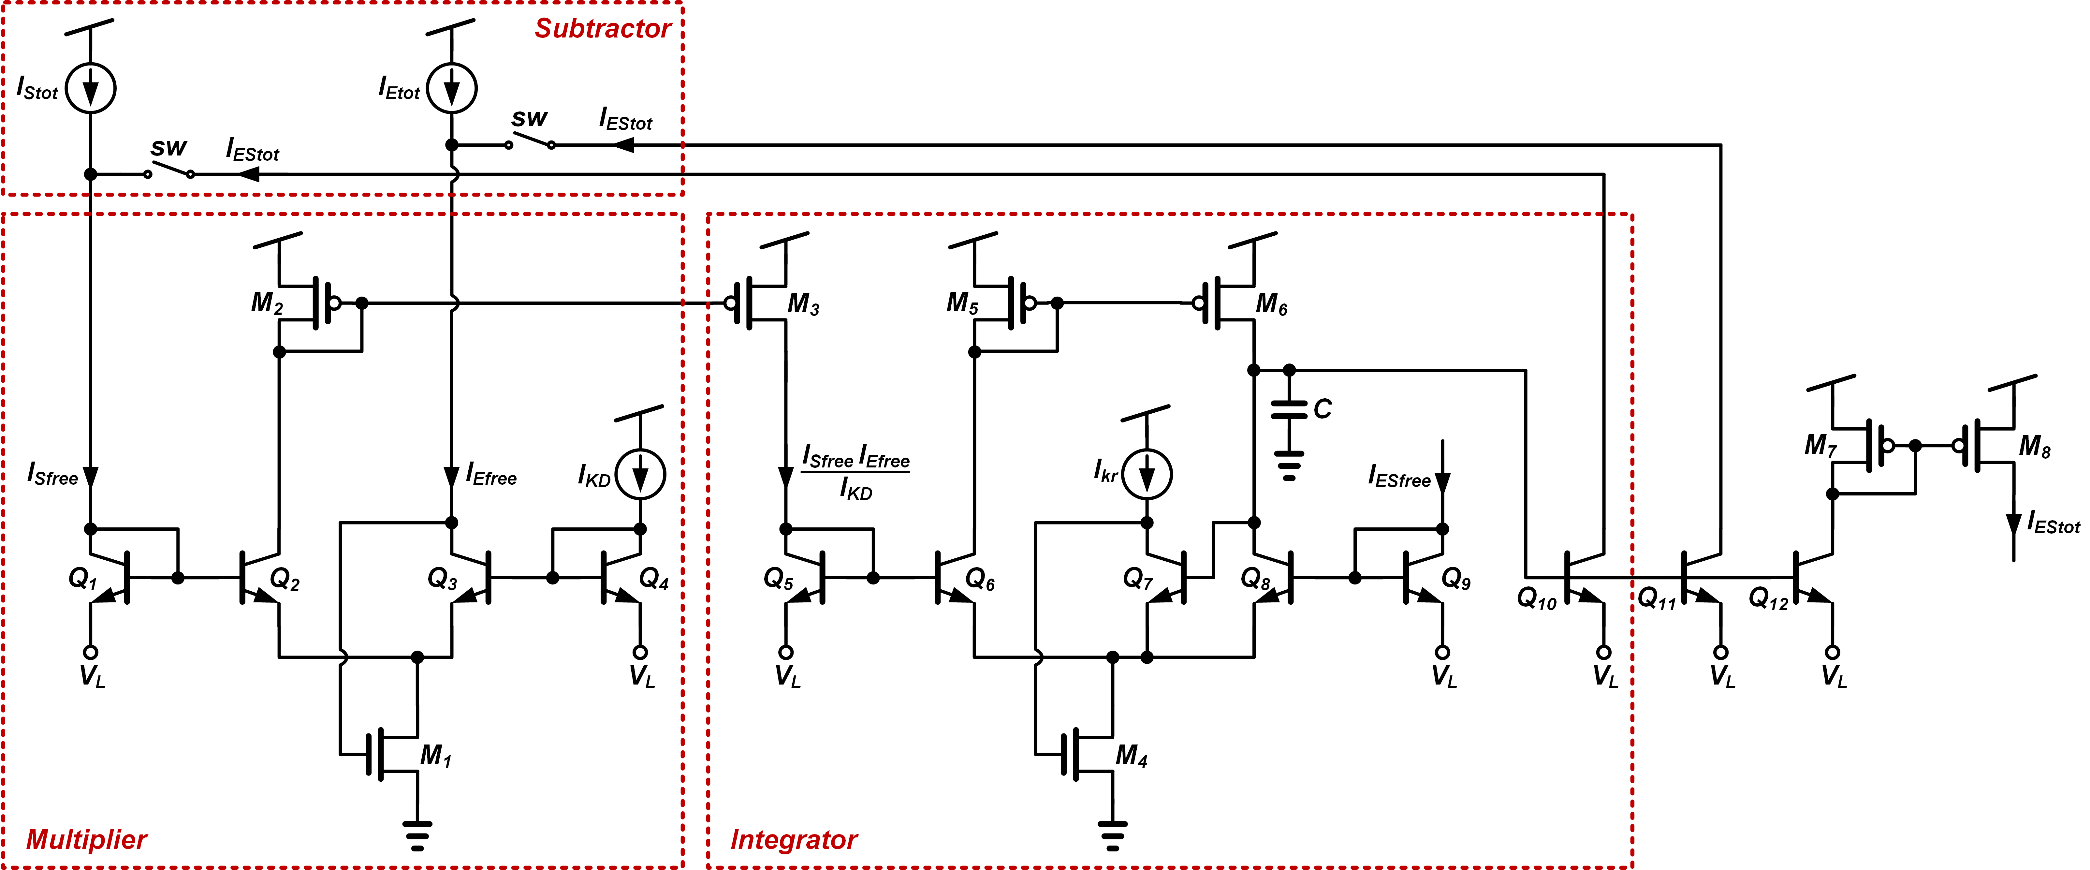 Subtractor
I_Stot
I_Etot
sw
I_EStot
sw
I_EStot
M_2
M_3
M_5
M_6
C
M_7
M_8
I_Sfree
I_Efree
I_KD
I_Sfree I_Efree
I_KD
I_kr
I_ESfree
I_EStot
Q_1
Q_2
Q_3
Q_4
Q_5
Q_6
Q_7
Q_8
Q_9
Q_10
Q_11
Q_12
V_L
V_L
V_L
V_L
V_L
V_L
V_L
M_1
M_4
Multiplier
Integrator